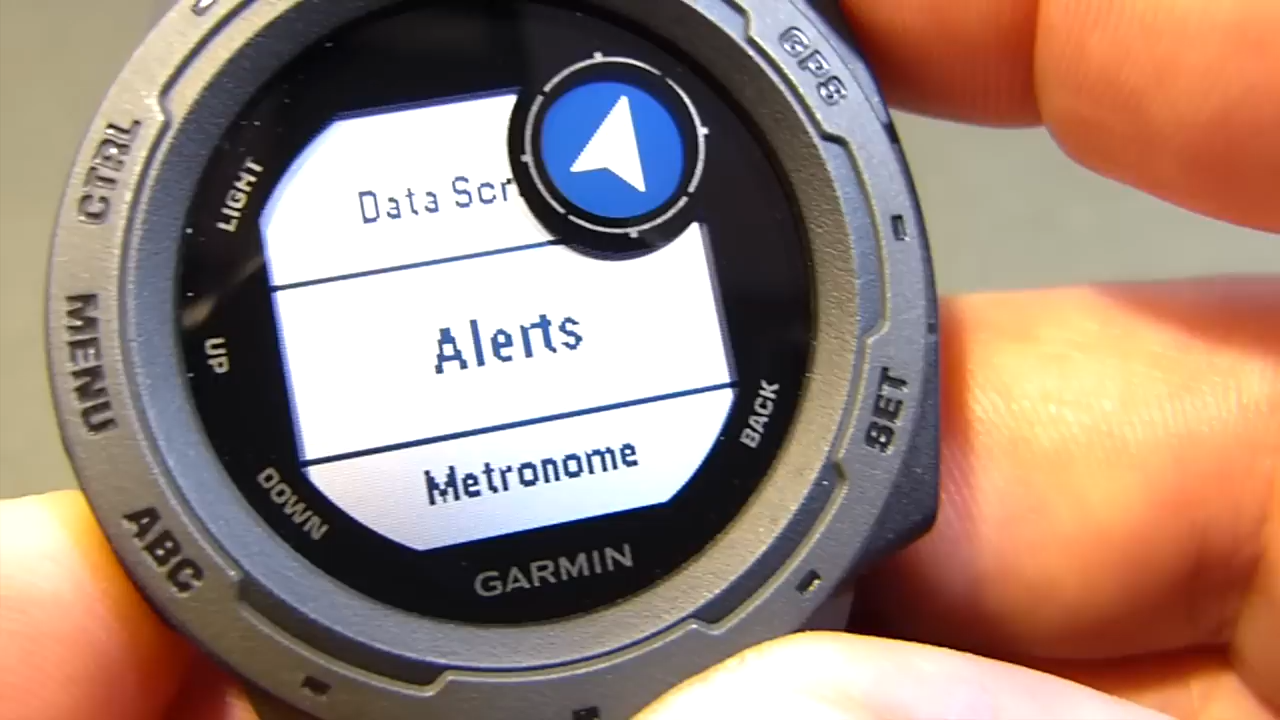 GPS
CTRL
LIGHT
Data Scr
MENU
UP
Alerts
SET
BACK
Metronome
DOWN
ABC
GARMIN